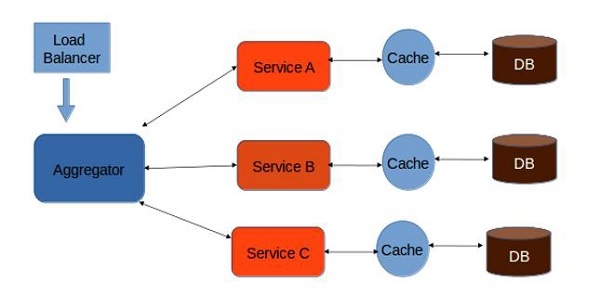 Load
Balancer
Service A
Cache
DB
Aggregator
Service B
Cache
DB
Service C
Cache
DB